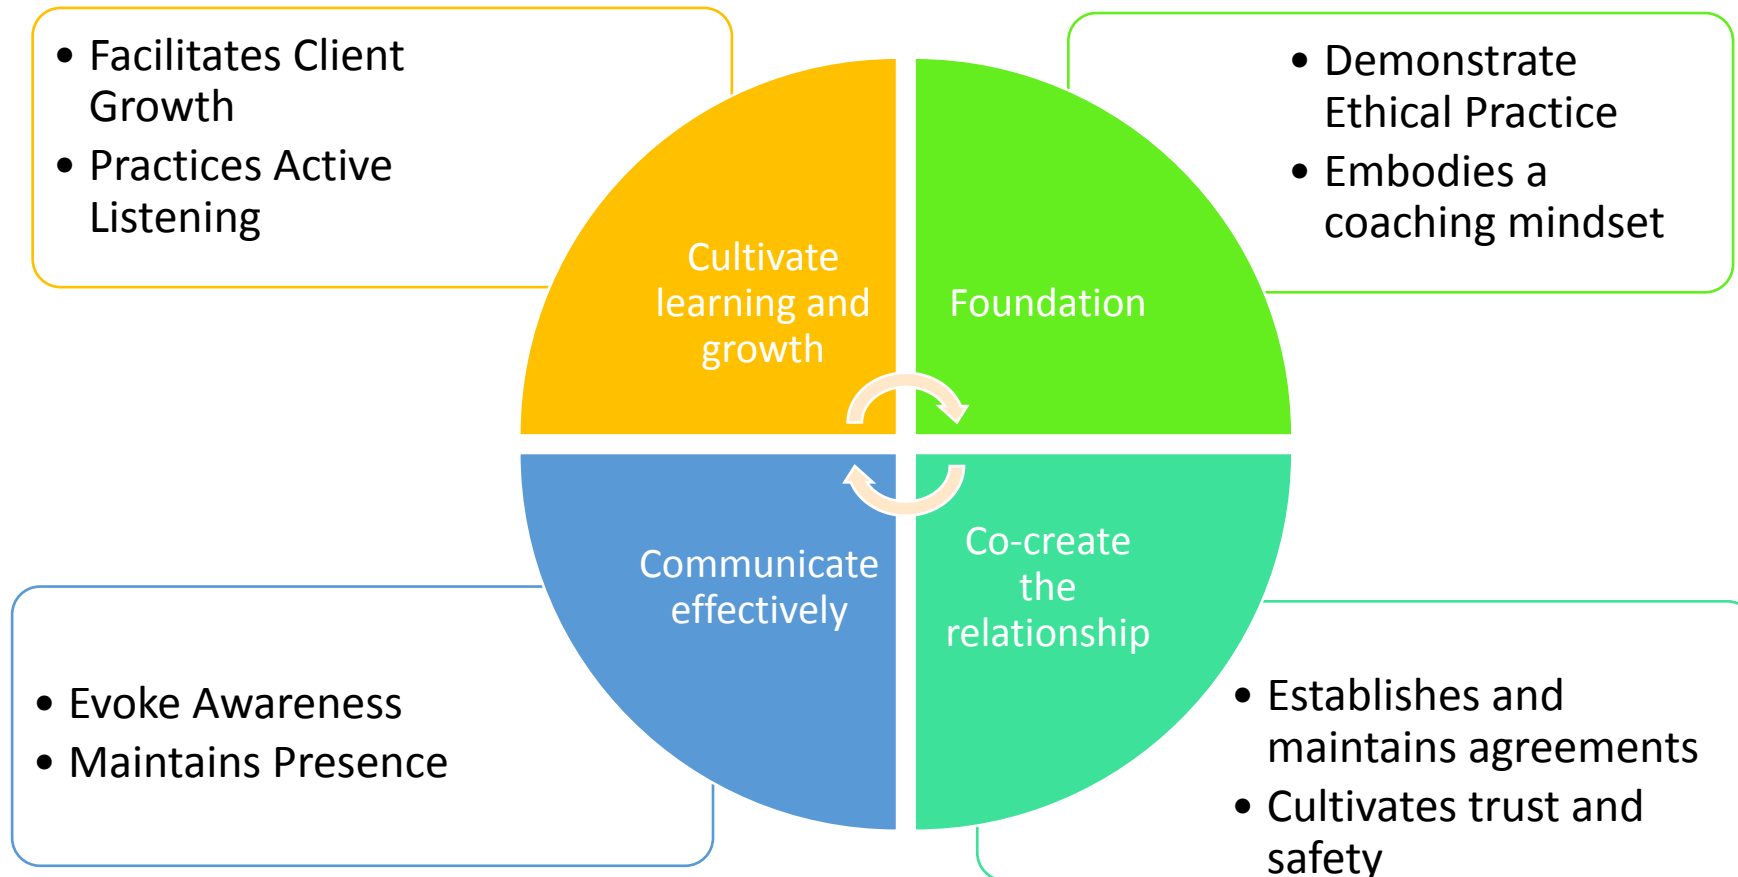 • Facilitates Client
Growth
• Practices Active
Listening
• Demonstrate
Ethical Practice
• Embodies a
coaching mindset
Cultivate
learning and
growth
Foundation
Communicate
effectively
Co-create
the
relationship
• Evoke Awareness
• Maintains Presence
• Establishes and
maintains agreements
• Cultivates trust and
safety